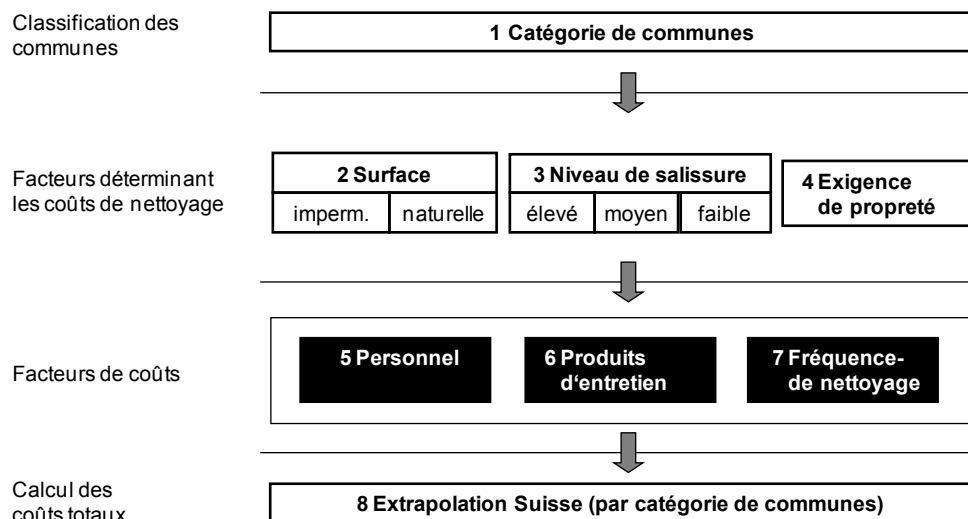 Classification des
communes
1 Catégorie de communes
Facteurs déterminant
les coûts de nettoyage
2 Surface
imperm. naturelle
3 Niveau de salissure
élevé moyen faible
4 Exigence
de propreté
Facteurs de coûts
5 Personnel
6 Produits
d'entretien
7 Fréquence-
de nettoyage
Calcul des
coûts totaux
8 Extrapolation Suisse (par catégorie de communes)